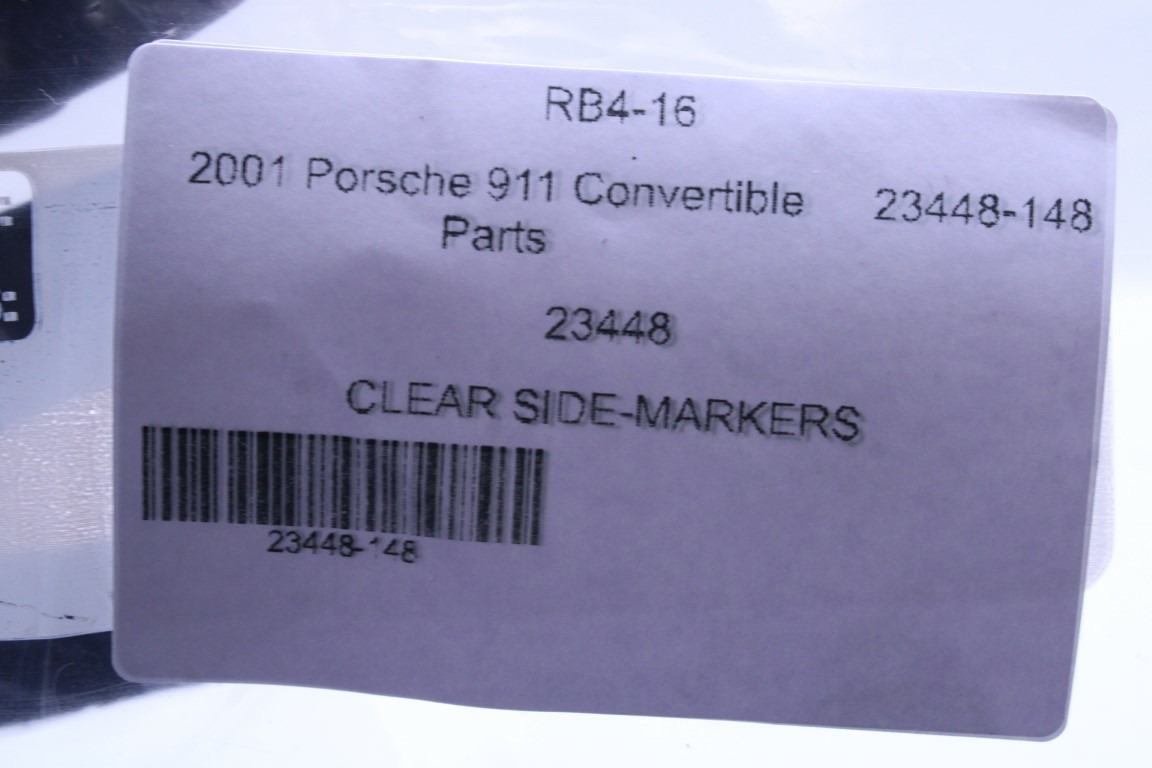 RB4-16
2001 Porsche 911 Convertible 23448-148
Parts
23448
CLEAR SIDE-MARKERS
23448-148